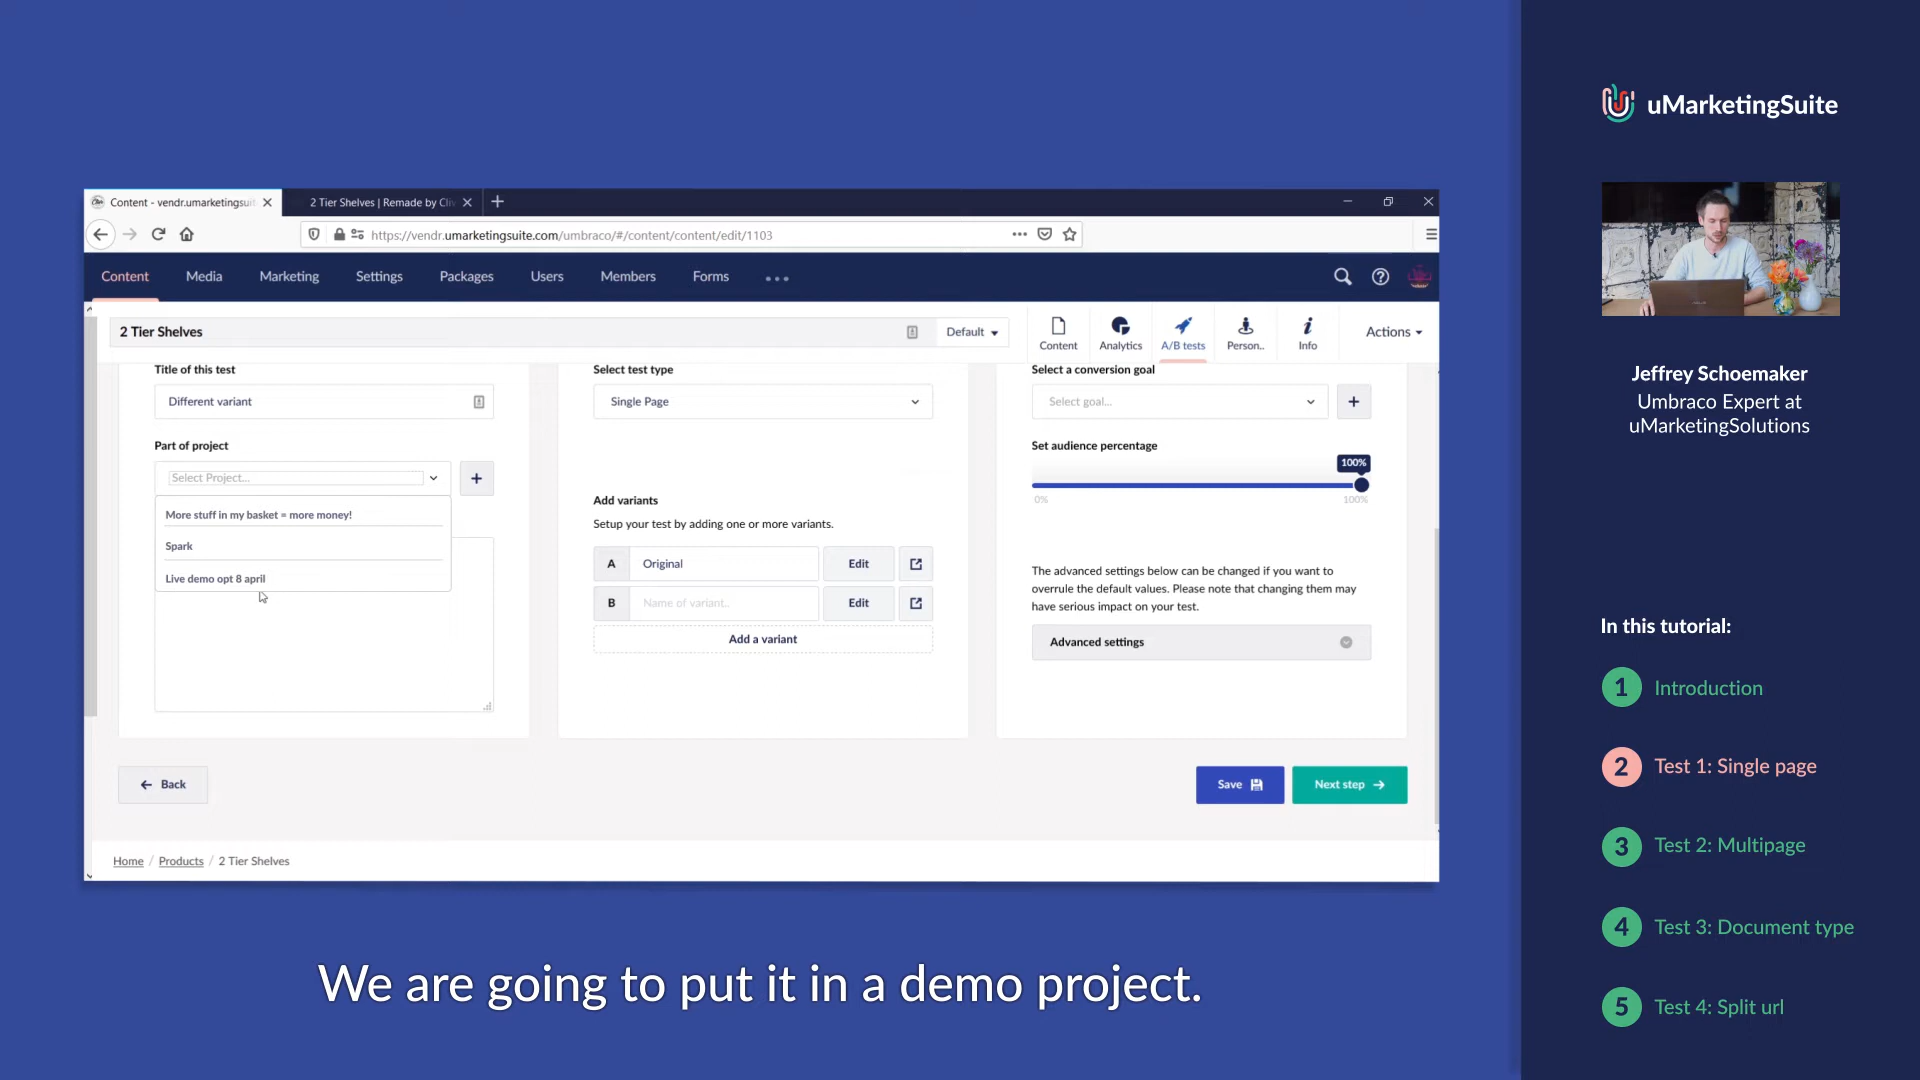 uMarketingSuite
Content - vendr.umarketingsuit
2 Tier Shelves | Remade by Cliv
https://vendr.umarketingsuite.com/umbraco/#/content/content/edit/1103
Content
Media
Marketing
Settings
Packages
Users
Members
Forms
2 Tier Shelves
Default
Content
Analytics
A/B tests
Person..
Info
Actions
Title of this test
Different variant
Part of project
Select Project...
More stuff in my basket = more money!
Spark
Live demo opt 8 april
Select test type
Single Page
Add variants
Setup your test by adding one or more variants.
A
Original
Edit
B
Name of variant..
Edit
Add a variant
Select a conversion goal
Select goal...
Set audience percentage
100%
0%
100%
The advanced settings below can be changed if you want to
overrule the default values. Please note that changing them may
have serious impact on your test.
Advanced settings
Back
Save
Next step
Home / Products / 2 Tier Shelves
We are going to put it in a demo project.
Jeffrey Schoemaker
Umbraco Expert at
uMarketingSolutions
In this tutorial:
1 Introduction
2 Test 1: Single page
3 Test 2: Multipage
4 Test 3: Document type
5 Test 4: Split url